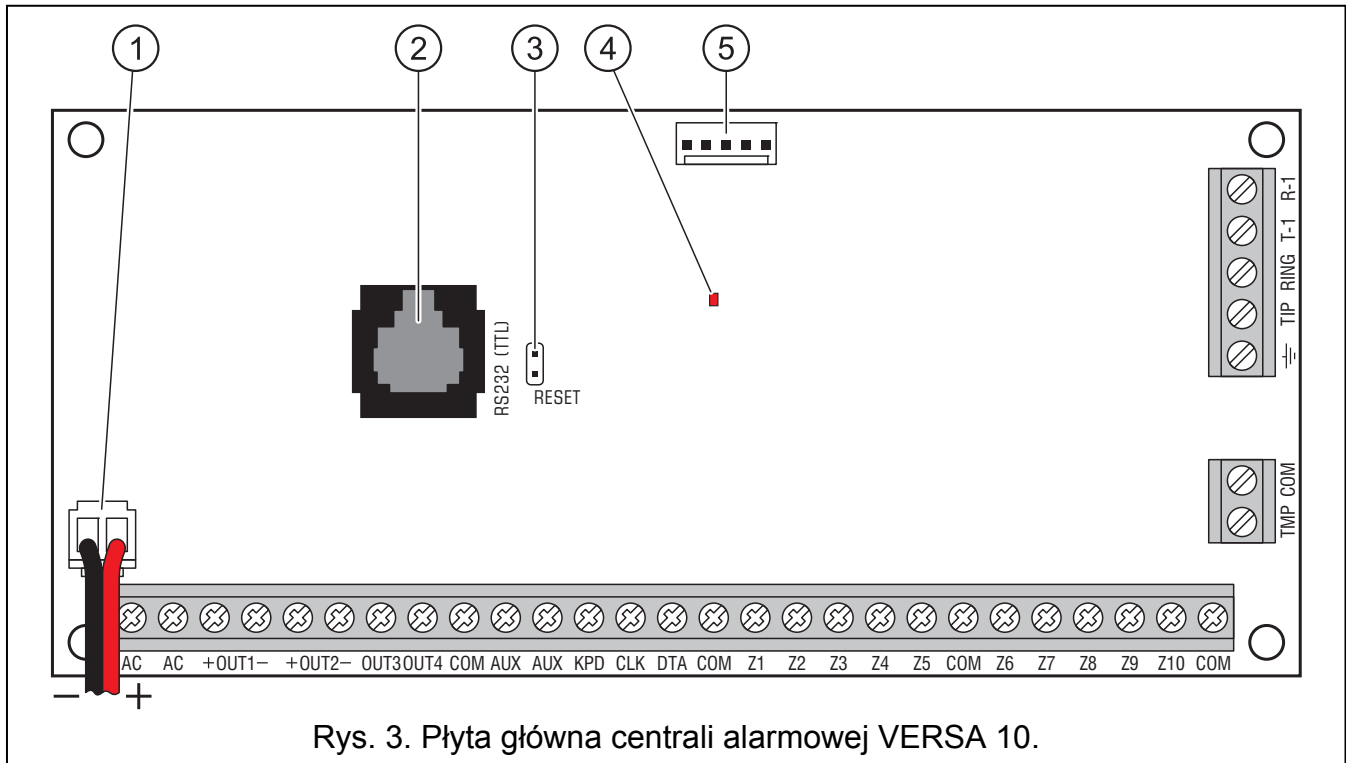 1 2 3 4 5
R-1
T-1
RING
TIP
RS232 (TTL)
RESET
COM
TMP
AC AC +OUT1− +OUT2− OUT3 OUT4 COM AUX AUX KPD CLK DTA COM Z1 Z2 Z3 Z4 Z5 COM Z6 Z7 Z8 Z9 Z10 COM
− +
Rys. 3. Płyta główna centrali alarmowej VERSA 10.